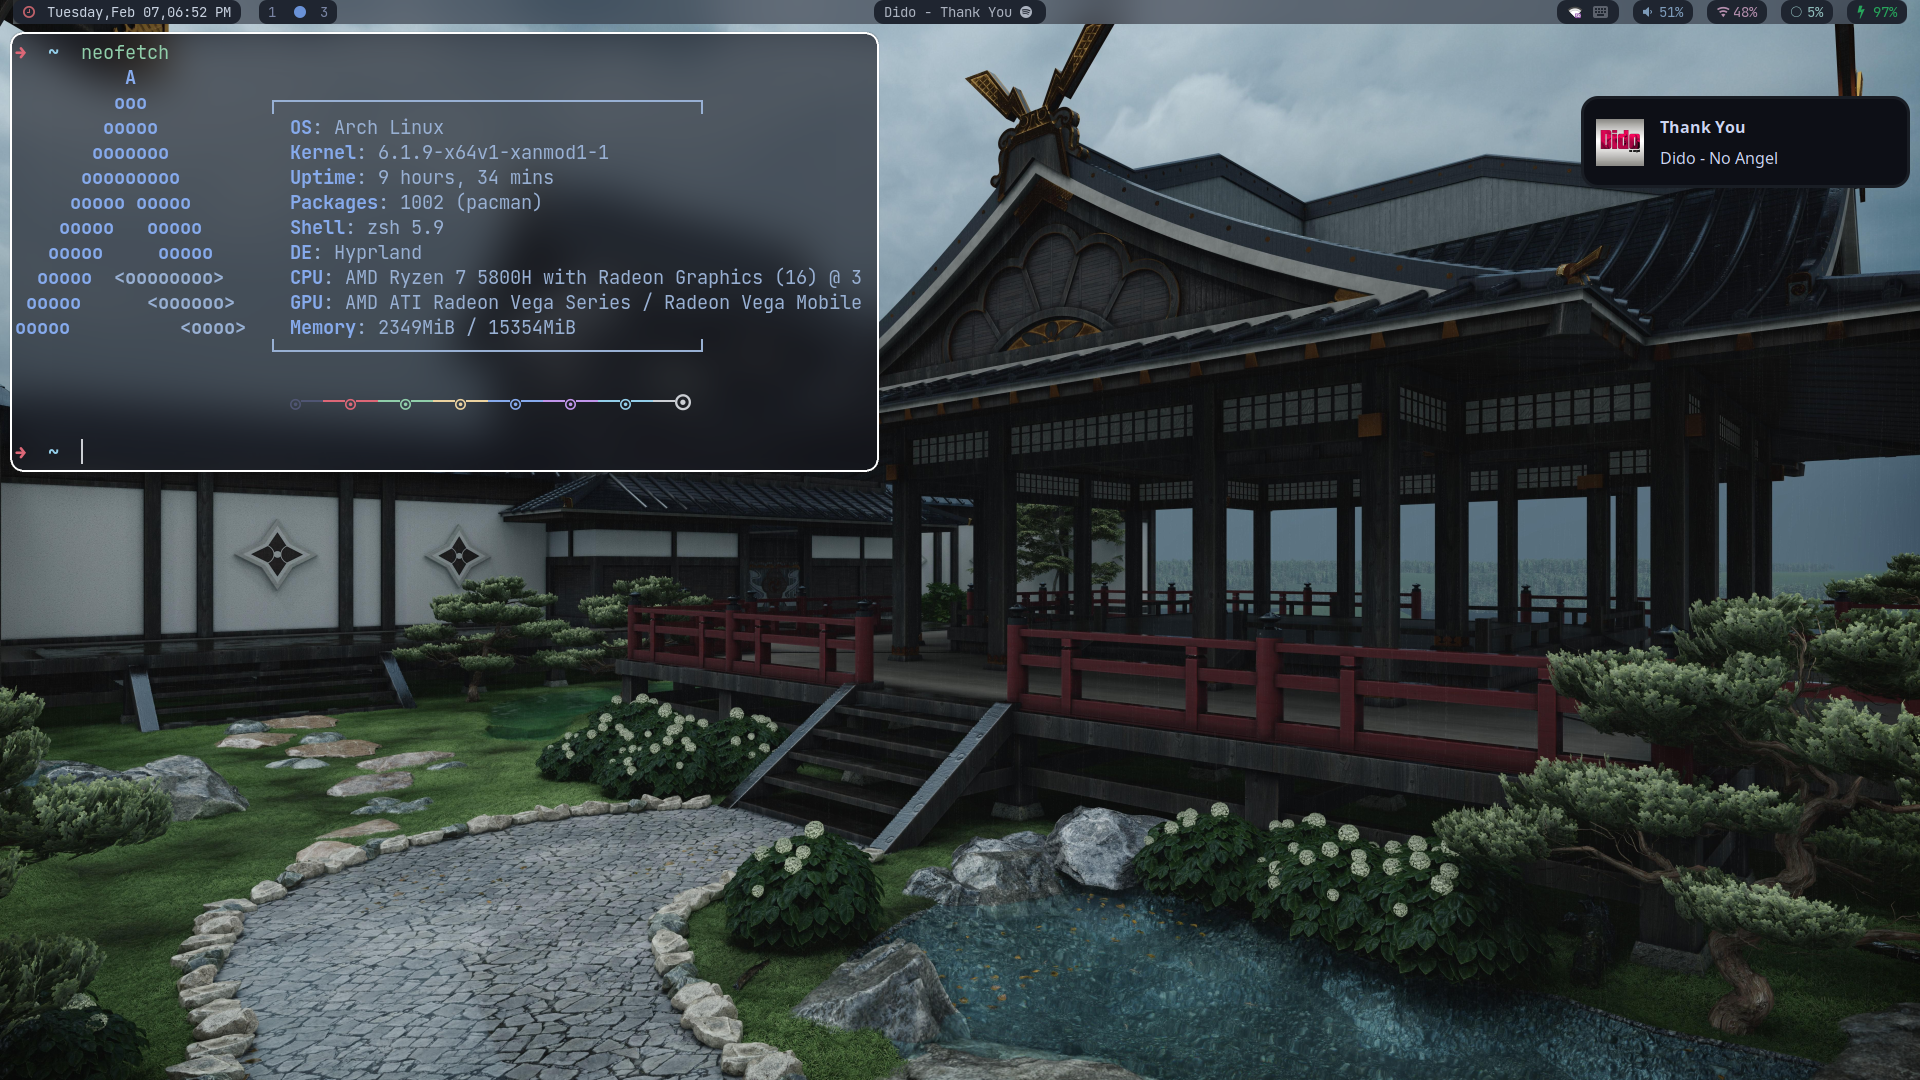 Tuesday,Feb 07,06:52 PM
1 3
Dido - Thank You
51%
48%
5%
97%
➜ ~ neofetch
A
ooo
ooooo
ooooooo
ooooooooo
ooooo ooooo
ooooo ooooo
ooooo ooooo
ooooo <oooooooo>
ooooo <oooooo>
ooooo <oooo>
OS: Arch Linux
Kernel: 6.1.9-x64v1-xanmod1-1
Uptime: 9 hours, 34 mins
Packages: 1002 (pacman)
Shell: zsh 5.9
DE: Hyprland
CPU: AMD Ryzen 7 5800H with Radeon Graphics (16) @ 3
GPU: AMD ATI Radeon Vega Series / Radeon Vega Mobile
Memory: 2349MiB / 15354MiB
➜ ~
Dido
Thank You
Dido - No Angel